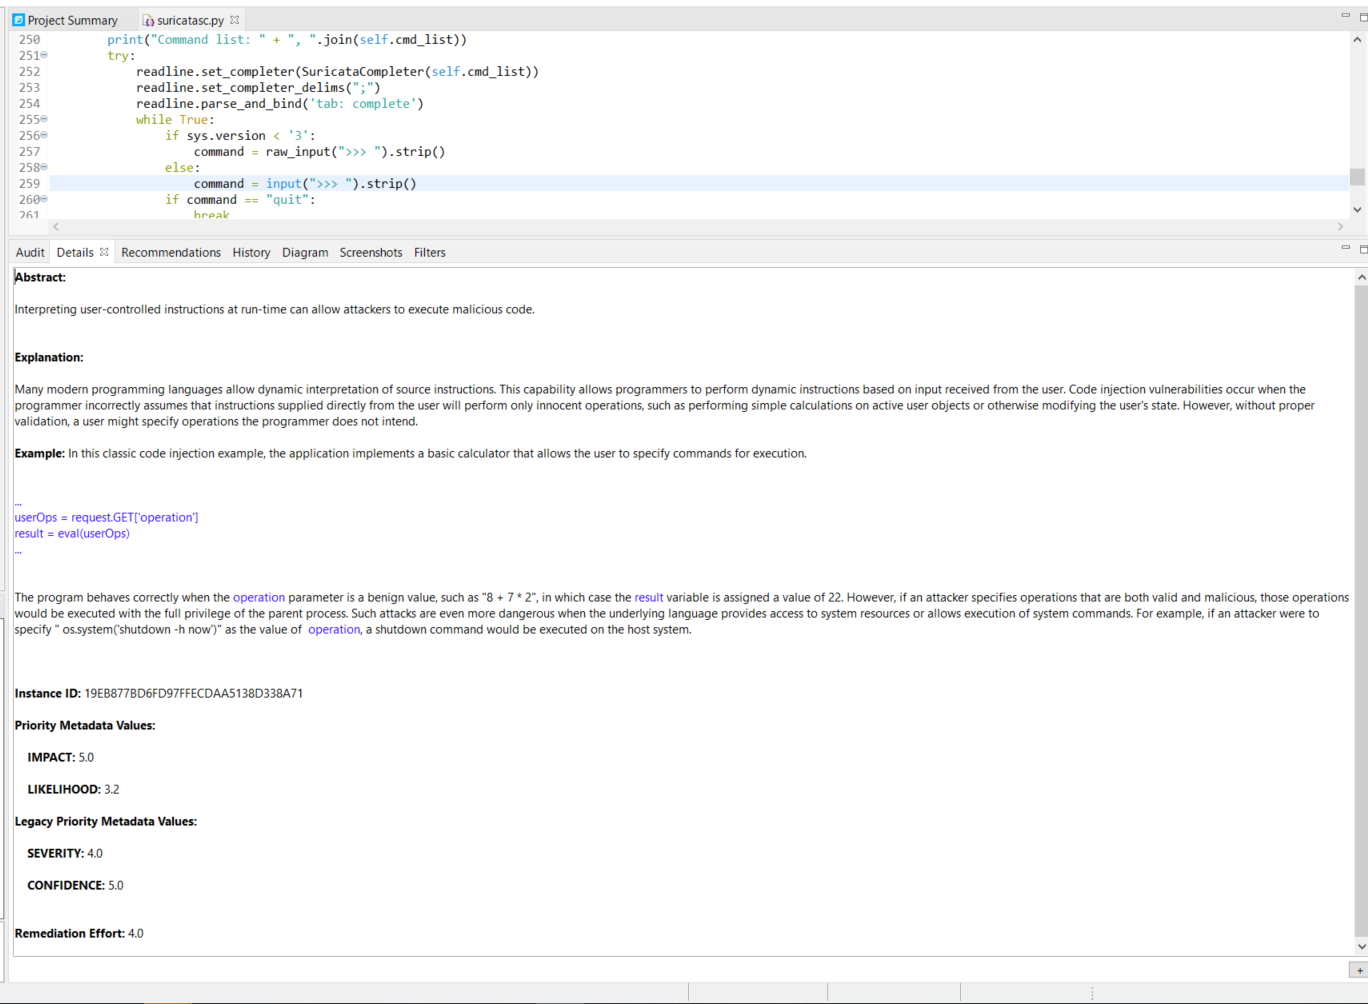 Project Summary suricatasc.py
250 print("Command list: " + ", ".join(self.cmd_list))
251 try:
252 readline.set_completer(SuricataCompleter(self.cmd_list))
253 readline.set_completer_delims(";")
254 readline.parse_and_bind('tab: complete')
255 while True:
256 if sys.version < '3':
257 command = raw_input(">>> ").strip()
258 else:
259 command = input(">>> ").strip()
260 if command == "quit":
261 break
Audit Details Recommendations History Diagram Screenshots Filters
Abstract:
Interpreting user-controlled instructions at run-time can allow attackers to execute malicious code.
Explanation:
Many modern programming languages allow dynamic interpretation of source instructions. This capability allows programmers to perform dynamic instructions based on input received from the user. Code injection vulnerabilities occur when the
programmer incorrectly assumes that instructions supplied directly from the user will perform only innocent operations, such as performing simple calculations on active user objects or otherwise modifying the user's state. However, without proper
validation, a user might specify operations the programmer does not intend.
Example: In this classic code injection example, the application implements a basic calculator that allows the user to specify commands for execution.
...
userOps = request.GET['operation']
result = eval(userOps)
...
The program behaves correctly when the operation parameter is a benign value, such as "8 + 7 * 2", in which case the result variable is assigned a value of 22. However, if an attacker specifies operations that are both valid and malicious, those operations
would be executed with the full privilege of the parent process. Such attacks are even more dangerous when the underlying language provides access to system resources or allows execution of system commands. For example, if an attacker were to
specify " os.system('shutdown -h now')" as the value of operation, a shutdown command would be executed on the host system.
Instance ID: 19EB877BD6FD97FFECDAA5138D338A71
Priority Metadata Values:
IMPACT: 5.0
LIKELIHOOD: 3.2
Legacy Priority Metadata Values:
SEVERITY: 4.0
CONFIDENCE: 5.0
Remediation Effort: 4.0